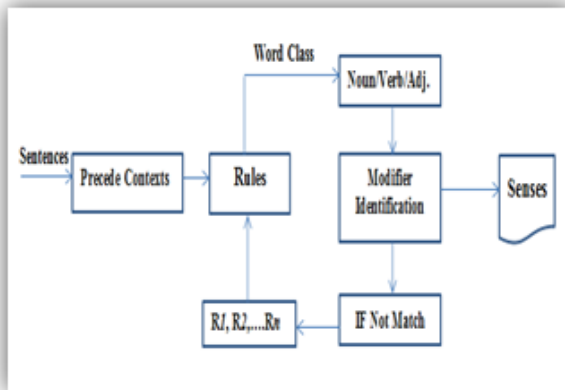 Word Class
Noun/Verb/Adj.
Sentences
Precede Contexts
Rules
Modifier
Identification
Senses
R1, R2,....Rn
IF Not Match